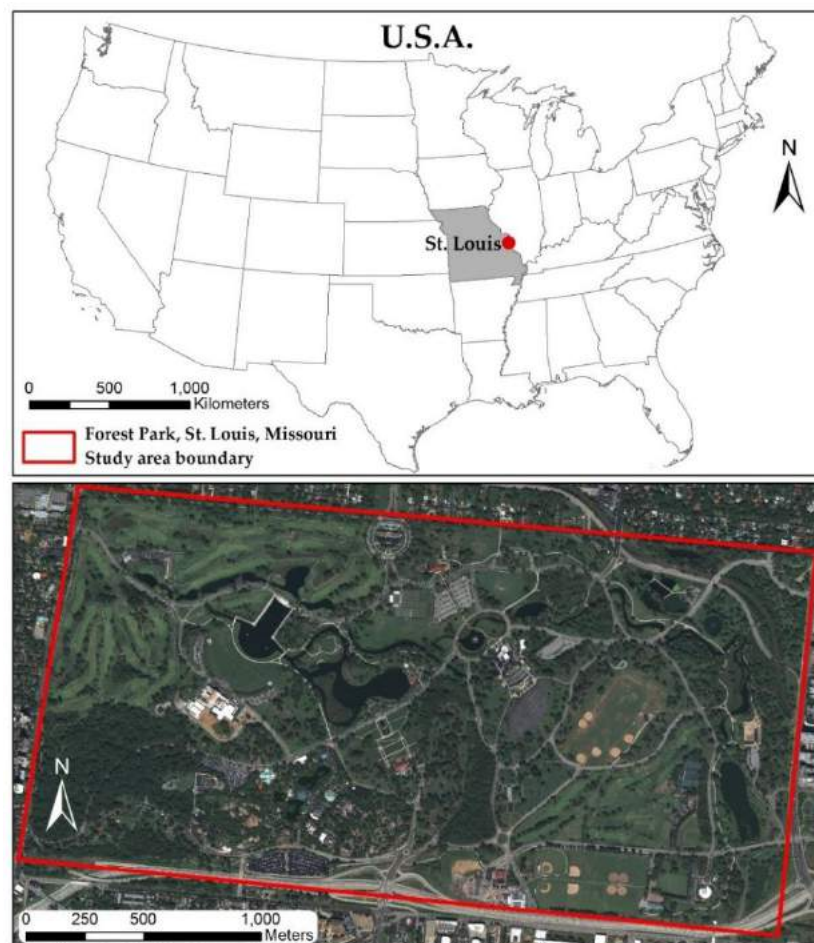 U.S.A.
N
St. Louis
0 500 1,000
Kilometers
Forest Park, St. Louis, Missouri
Study area boundary
N
0 250 500 1,000
Meters